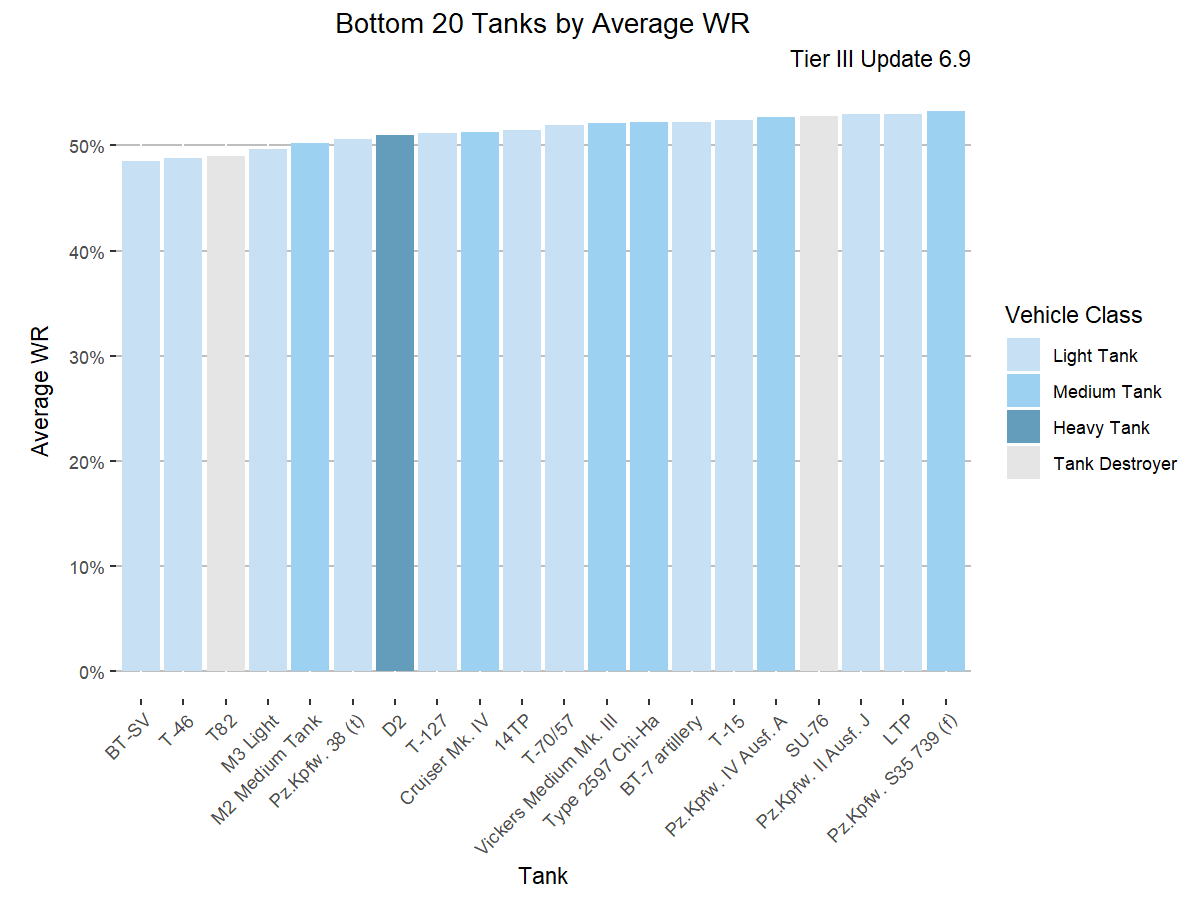 Bottom 20 Tanks by Average WR
Tier III Update 6.9
Average WR
50%
40%
30%
20%
10%
0%
BT-SV
T-46
T82
M3 Light
M2 Medium Tank
Pz.Kpfw. 38 (t)
D2
T-127
Cruiser Mk. IV
14TP
T-70/57
Vickers Medium Mk. III
Type 2597 Chi-Ha
BT-7 artillery
T-15
Pz.Kpfw. IV Ausf. A
SU-76
Pz.Kpfw. II Ausf. J
LTP
Pz.Kpfw. S35 739 (f)
Tank
Vehicle Class
Light Tank
Medium Tank
Heavy Tank
Tank Destroyer